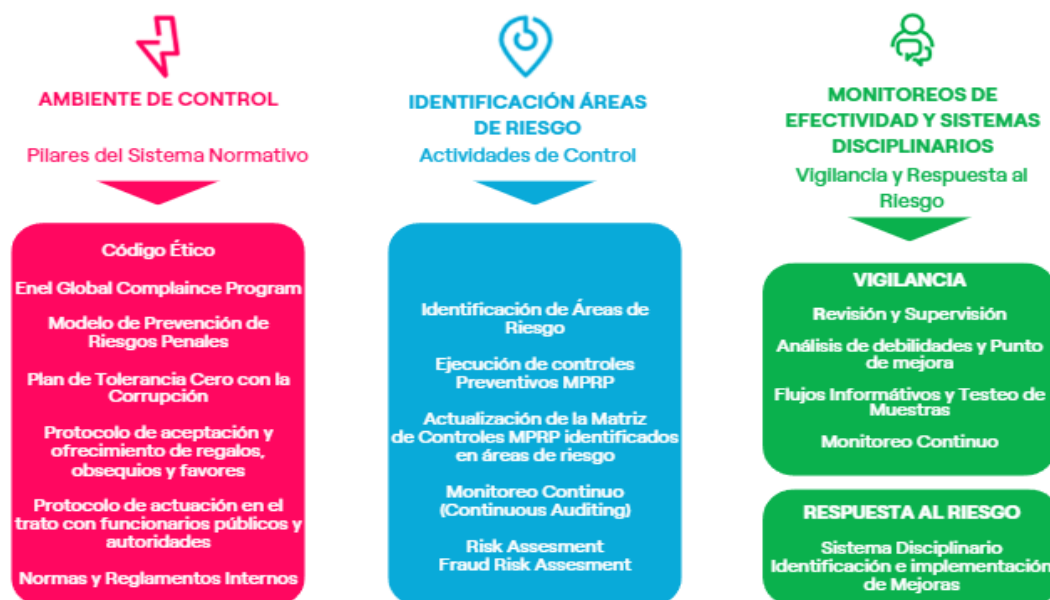 AMBIENTE DE CONTROL
Pilares del Sistema Normativo
Código Ético
Enel Global Complaince Program
Modelo de Prevención de
Riesgos Penales
Plan de Tolerancia Cero con la
Corrupción
Protocolo de aceptación y
ofrecimiento de regalos,
obsequios y favores
Protocolo de actuación en el
trato con funcionarios públicos y
autoridades
Normas y Reglamentos Internos
IDENTIFICACIÓN ÁREAS
DE RIESGO
Actividades de Control
Identificación de Áreas de
Riesgo
Ejecución de controles
Preventivos MPRP
Actualización de la Matriz
de Controles MPRP identificados
en áreas de riesgo
Monitoreo Continuo
(Continuous Auditing)
Risk Assesment
Fraud Risk Assesment
MONITOREOS DE
EFECTIVIDAD Y SISTEMAS
DISCIPLINARIOS
Vigilancia y Respuesta al
Riesgo
VIGILANCIA
Revisión y Supervisión
Análisis de debilidades y Punto
de mejora
Flujos Informátivos y Testeo de
Muestras
Monitoreo Continuo
RESPUESTA AL RIESGO
Sistema Disciplinario
Identificación e implementación
de Mejoras